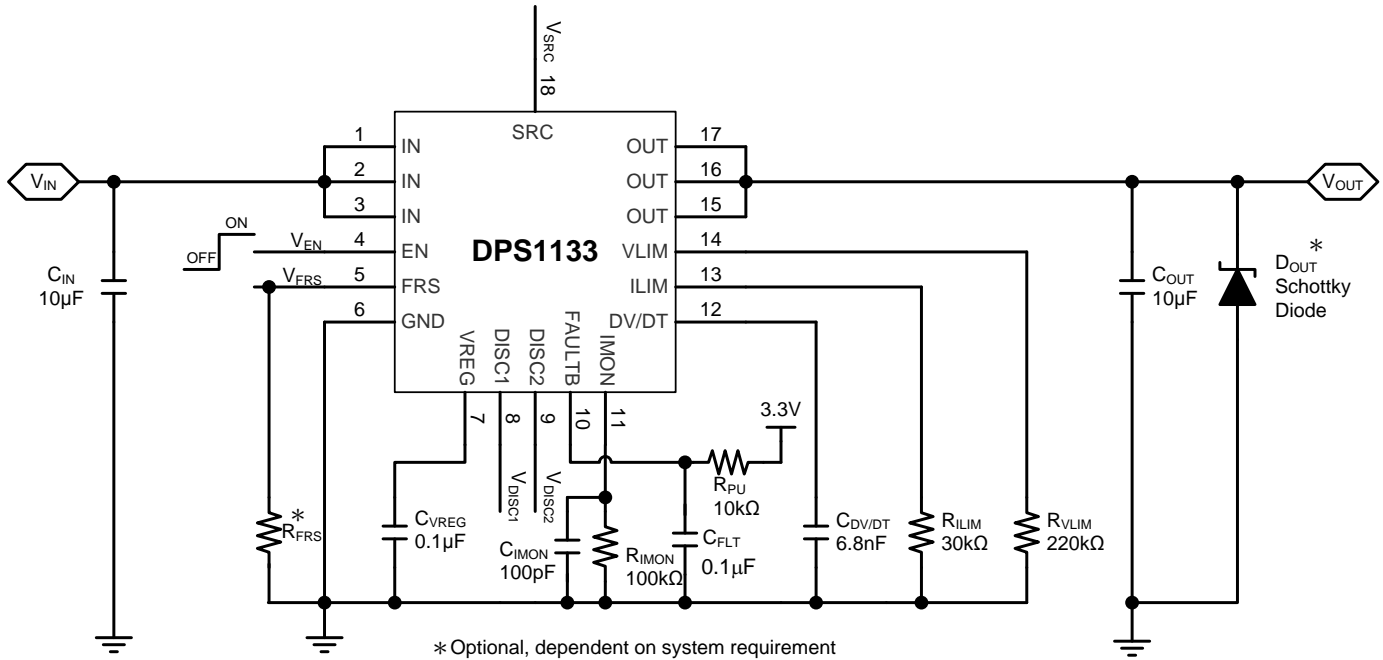 VSRC
18
SRC
1
IN
OUT
17
VIN
2
IN
OUT
16
VOUT
3
IN
OUT
15
ON
OFF
VEN
4
EN
DPS1133
VLIM
14
VFRS
5
FRS
ILIM
13
6
GND
DV/DT
12
CIN
10µF
COUT
10µF
*
DOUT
Schottky
Diode
VREG
DISC1
DISC2
FAULTB
IMON
7
8
9
10
11
3.3V
VDISC1
VDISC2
RPU
10kΩ
*
RFRS
CVREG
0.1µF
CIMON
100pF
RIMON
100kΩ
CFLT
0.1µF
CDV/DT
6.8nF
RILIM
30kΩ
RVLIM
220kΩ
* Optional, dependent on system requirement